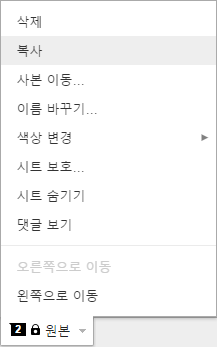 삭제
복사
사본 이동...
이름 바꾸기...
색상 변경
시트 보호...
시트 숨기기
댓글 보기
오른쪽으로 이동
왼쪽으로 이동
2 원본